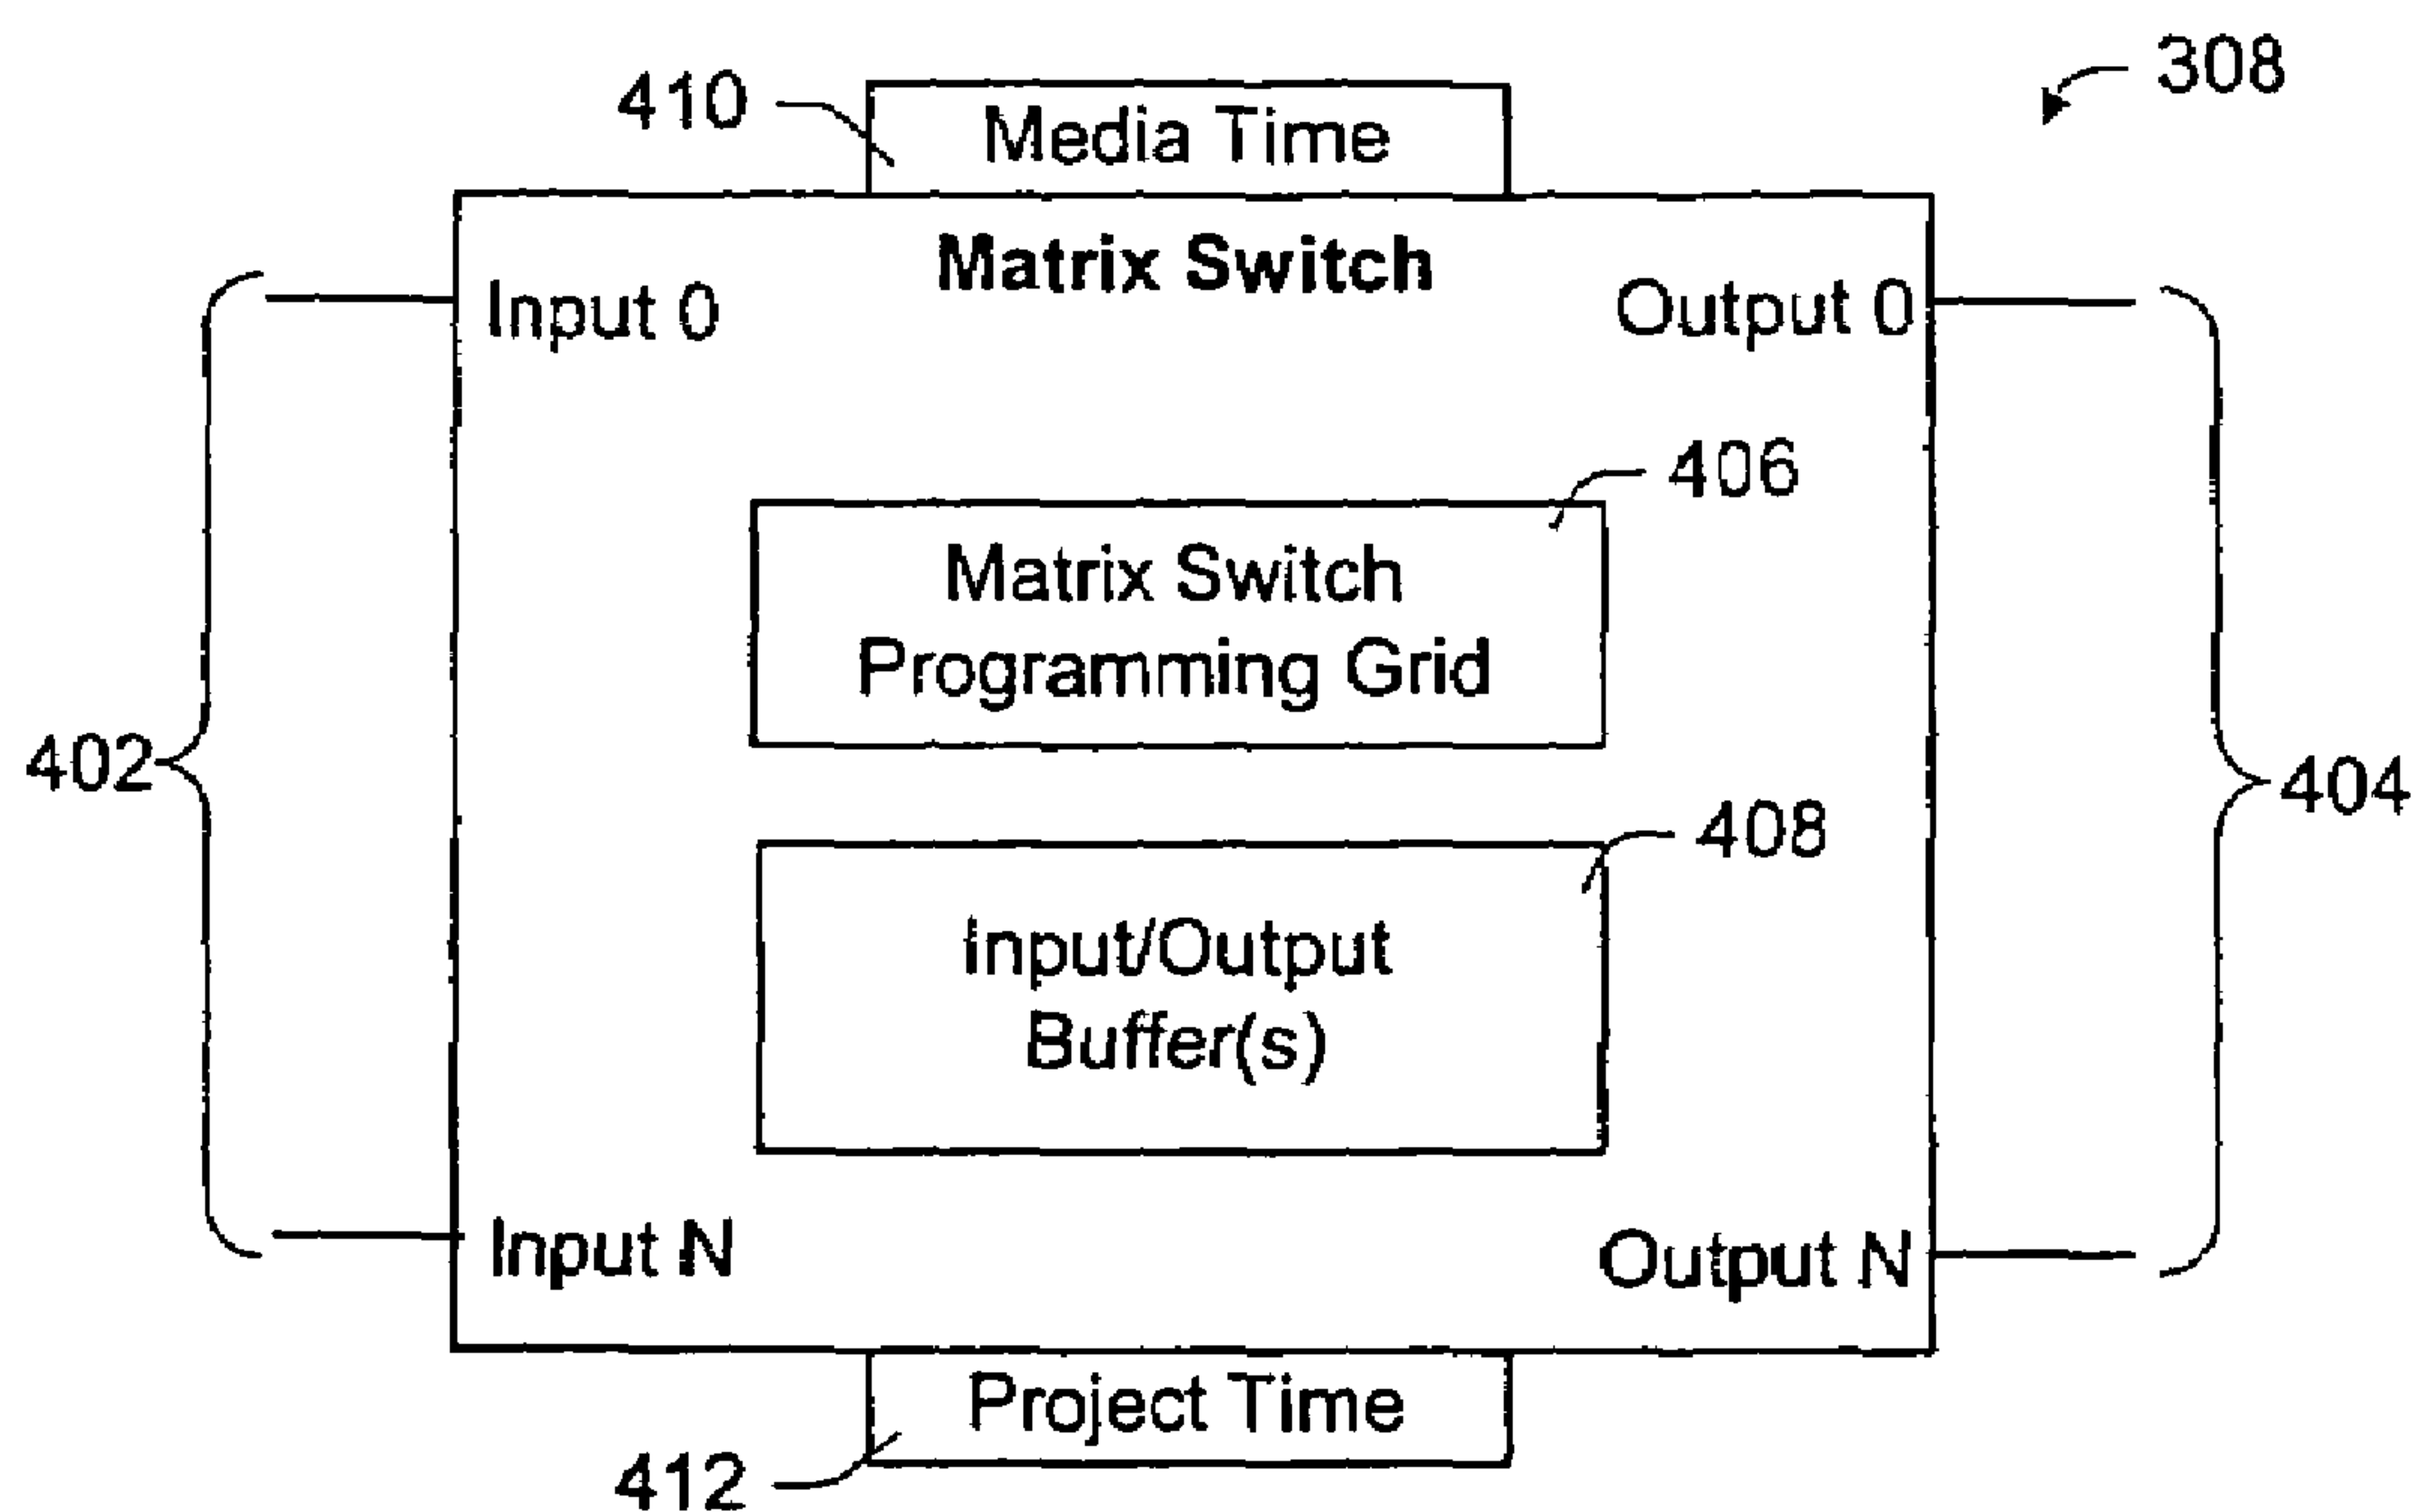 308
410
Media Time
Matrix Switch
Input 0
Output 0
406
Matrix Switch
Programming Grid
402
404
408
Input/Output
Buffer(s)
Input N
Output N
Project Time
412